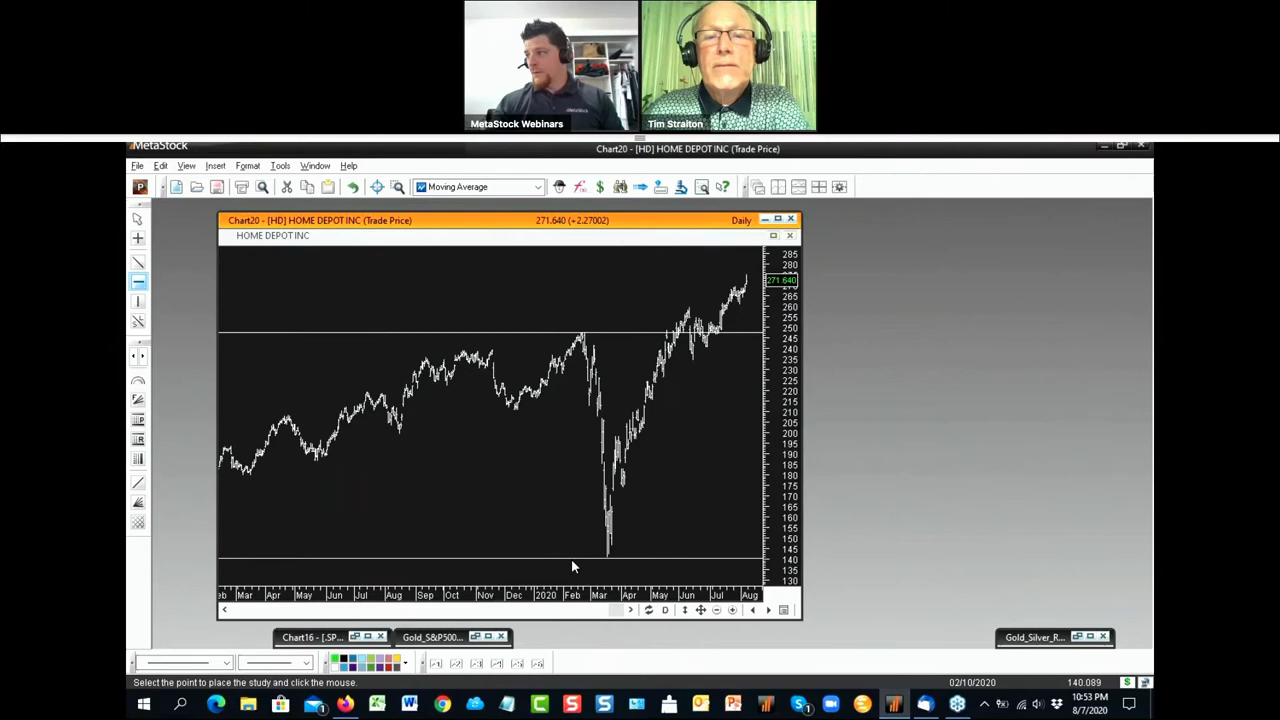 MetaStock Webinars
Tim Straiton
MetaStock
Chart20 - [HD] HOME DEPOT INC (Trade Price)
File Edit View Insert Format Tools Window Help
Moving Average
Chart20 - [HD] HOME DEPOT INC (Trade Price) 271.640 (+2.27002) Daily
HOME DEPOT INC
285
280
271.640
265
260
255
250
245
240
235
230
225
220
215
210
205
200
195
190
185
180
175
170
165
160
155
150
145
140
135
130
eb Mar Apr May Jun Jul Aug Sep Oct Nov Dec 2020 Feb Mar Apr May Jun Jul Aug
D
Chart16 - [.SP... Gold_S&P500... Gold_Silver_R...
Select the point to place the study and click the mouse. 02/10/2020 140.089
10:53 PM
8/7/2020